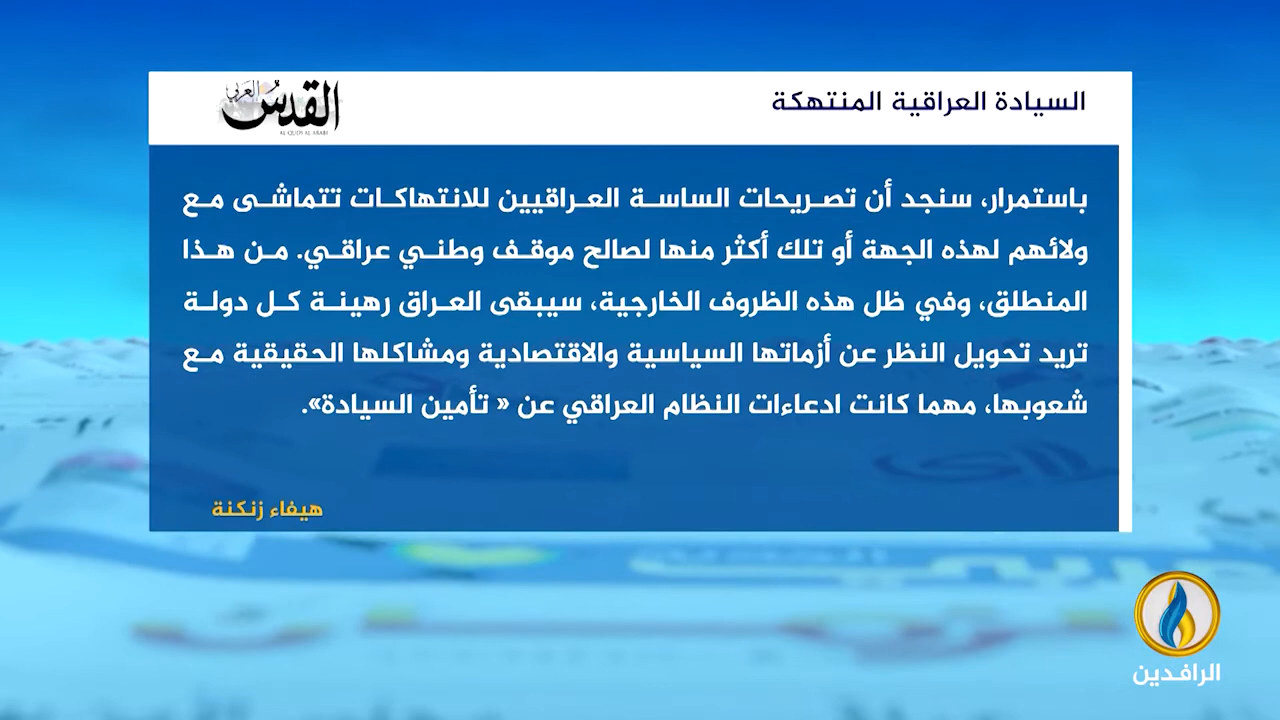 السيادة العراقية المنتهكة
القدس العربي
AL-QUDS AL-ARABI
باستمرار، سنجد أن تصريحات الساسة العراقيين للانتهاكات تتماشى مع
ولائهم لهذه الجهة أو تلك أكثر منها لصالح موقف وطني عراقي. من هذا
المنطلق، وفي ظل هذه الظروف الخارجية، سيبقى العراق رهينة كل دولة
تريد تحويل النظر عن أزماتها السياسية والاقتصادية ومشاكلها الحقيقية مع
شعوبها، مهما كانت ادعاءات النظام العراقي عن « تأمين السيادة».
هيفاء زنكنة
الرافدين